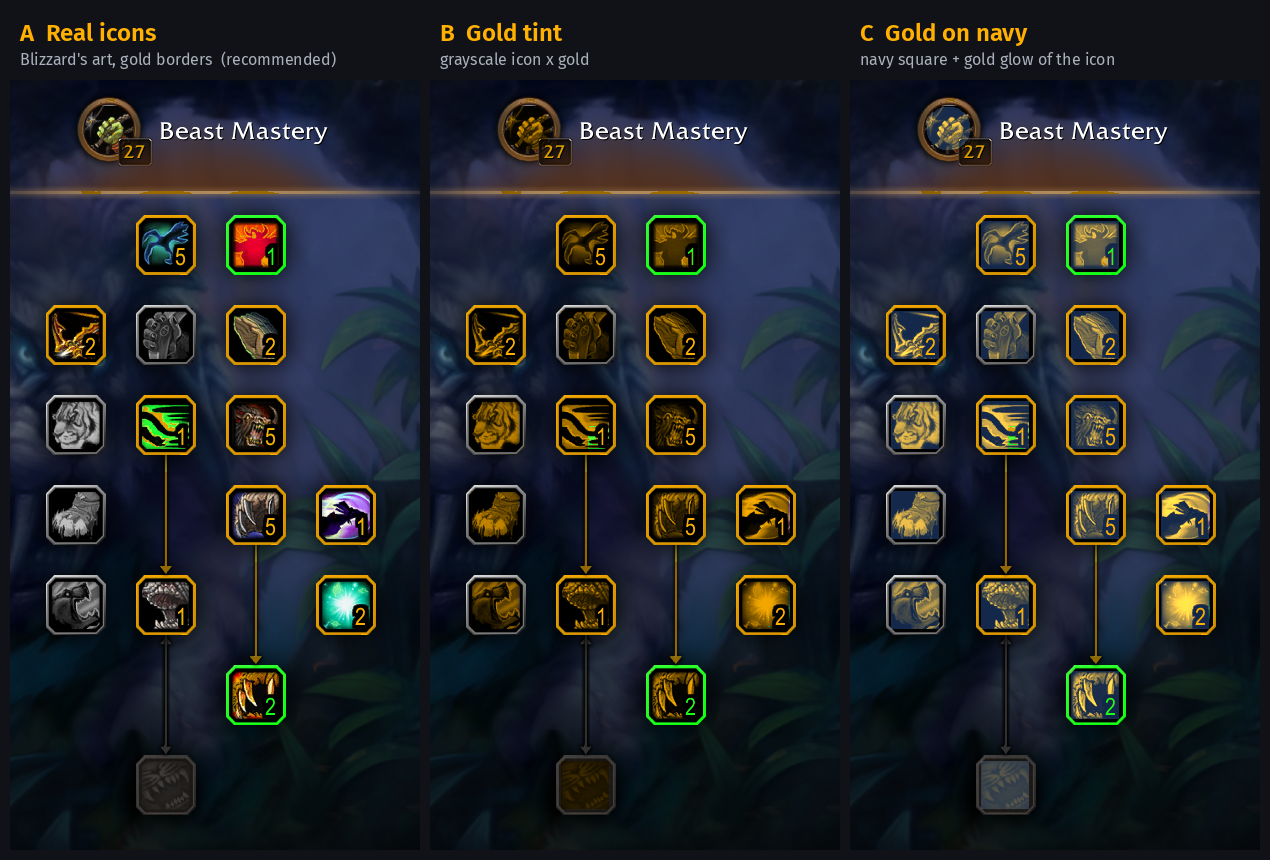 A Real icons
Blizzard's art, gold borders (recommended)
Beast Mastery
27
5 1
2 2
1 5
5 1
1 2
2
B Gold tint
grayscale icon x gold
Beast Mastery
27
5 1
2 2
1 5
5 1
1 2
2
C Gold on navy
navy square + gold glow of the icon
Beast Mastery
27
5 1
2 2
1 5
5 1
1 2
2